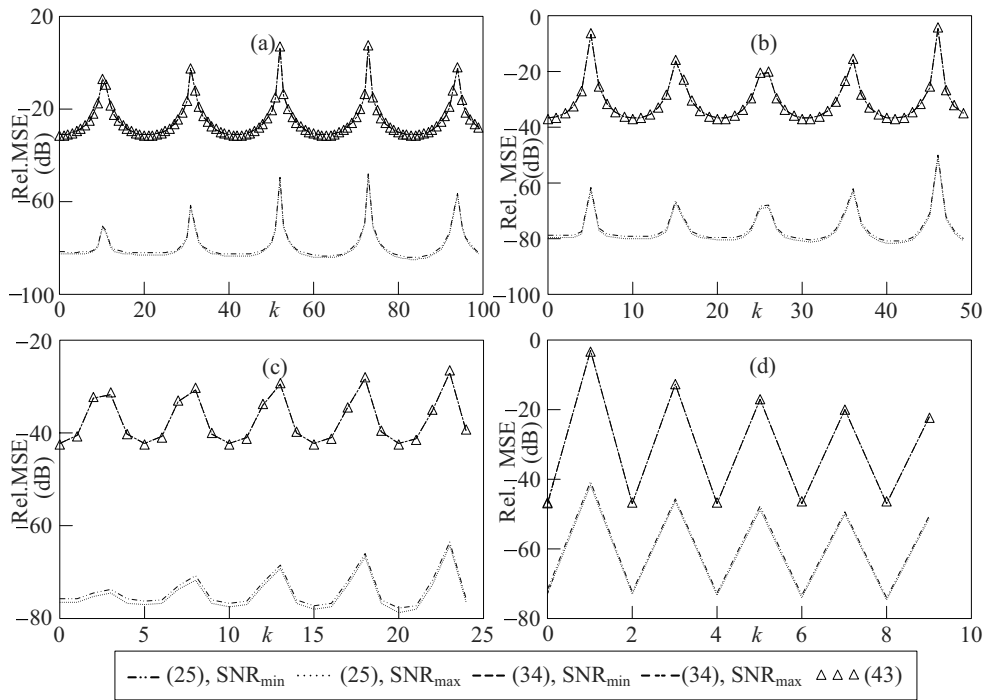 20
−20
−60
−100
Rel.MSE
(dB)
(a)
0 20 40 60 80 100
k
0
−20
−40
−60
−80
−100
Rel. MSE
(dB)
(b)
0 10 20 30 40 50
k
−20
−40
−60
−80
Rel.MSE
(dB)
(c)
0 5 10 15 20 25
k
0
−20
−40
−60
−80
Rel. MSE
(dB)
(d)
0 2 4 6 8 10
k
(25), SNRmin (25), SNRmax (34), SNRmin (34), SNRmax (43)